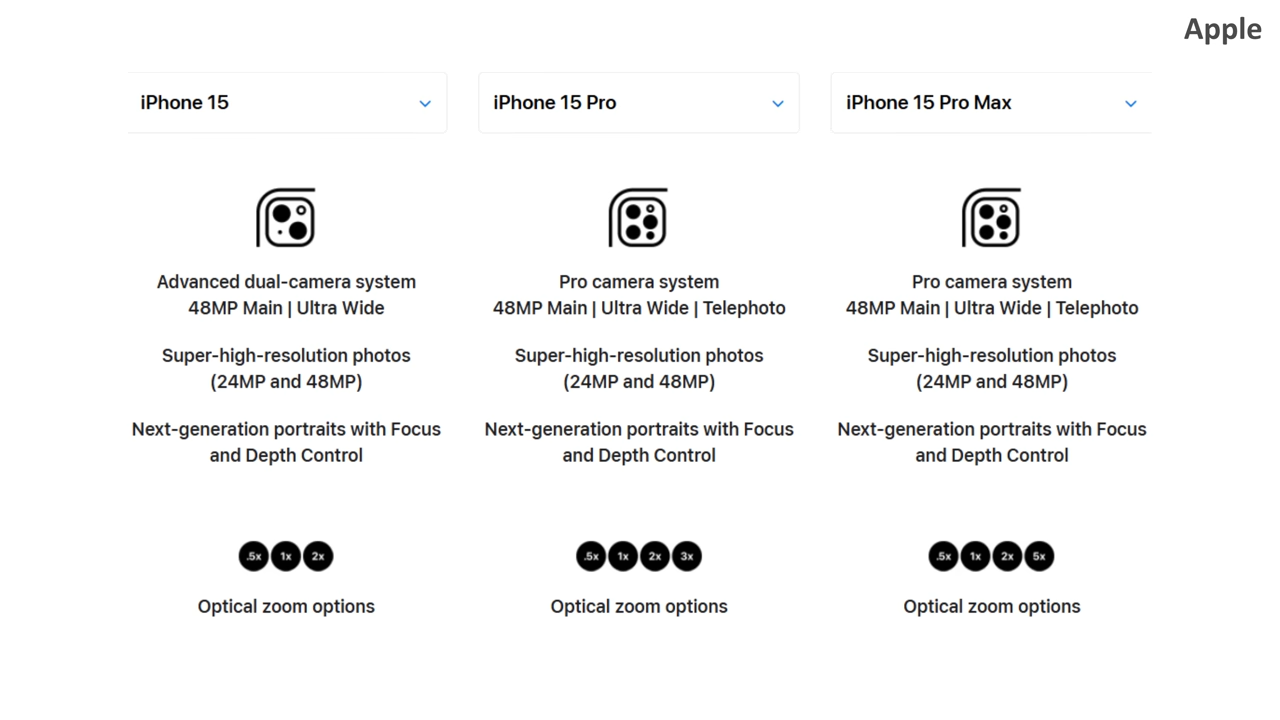 Apple
iPhone 15
Advanced dual-camera system
48MP Main | Ultra Wide
Super-high-resolution photos
(24MP and 48MP)
Next-generation portraits with Focus
and Depth Control
.5x 1x 2x
Optical zoom options
iPhone 15 Pro
Pro camera system
48MP Main | Ultra Wide | Telephoto
Super-high-resolution photos
(24MP and 48MP)
Next-generation portraits with Focus
and Depth Control
.5x 1x 2x 3x
Optical zoom options
iPhone 15 Pro Max
Pro camera system
48MP Main | Ultra Wide | Telephoto
Super-high-resolution photos
(24MP and 48MP)
Next-generation portraits with Focus
and Depth Control
.5x 1x 2x 5x
Optical zoom options